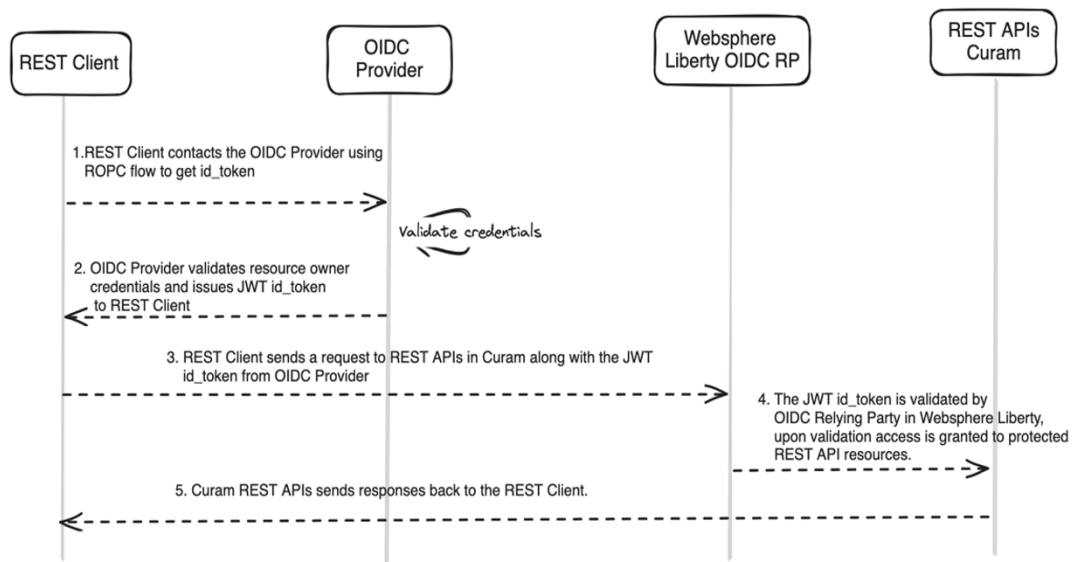 REST Client
OIDC
Provider
Websphere
Liberty OIDC RP
REST APIs
Curam
1.REST Client contacts the OIDC Provider using
ROPC flow to get id_token
Validate credentials
2. OIDC Provider validates resource owner
credentials and issues JWT id_token
to REST Client
3. REST Client sends a request to REST APIs in Curam along with the JWT
id_token from OIDC Provider
4. The JWT id_token is validated by
OIDC Relying Party in Websphere Liberty,
upon validation access is granted to protected
REST API resources.
5. Curam REST APIs sends responses back to the REST Client.